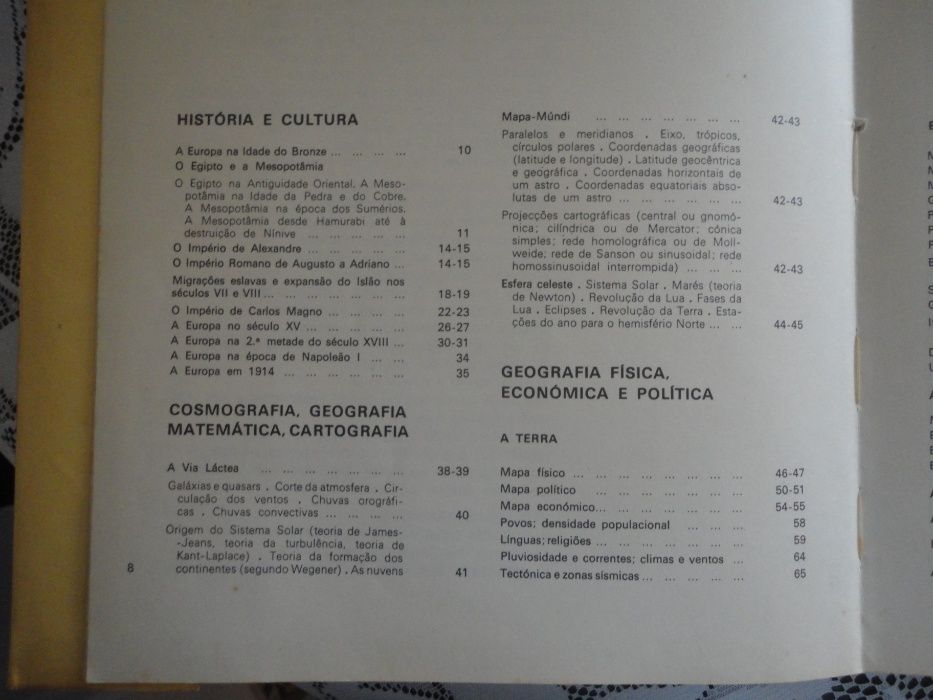 HISTÓRIA E CULTURA
A Europa na Idade do Bronze ... ... ... ... 10
O Egipto e a Mesopotâmia
O Egipto na Antiguidade Oriental. A Meso-
potâmia na Idade da Pedra e do Cobre.
A Mesopotâmia na época dos Sumérios.
A Mesopotâmia desde Hamurabi até à
destruição de Nínive ... ... ... ... ... 11
O Império de Alexandre ... ... ... ... ... 14-15
O Império Romano de Augusto a Adriano ... 14-15
Migrações eslavas e expansão do Islão nos
séculos VII e VIII ... ... ... ... ... ... ... 18-19
O Império de Carlos Magno ... ... ... ... 22-23
A Europa no século XV ... ... ... ... ... 26-27
A Europa na 2.ª metade do século XVIII ... 30-31
A Europa na época de Napoleão I ... ... 34
A Europa em 1914 ... ... ... ... ... ... 35
COSMOGRAFIA, GEOGRAFIA
MATEMÁTICA, CARTOGRAFIA
A Via Láctea ... ... ... ... ... ... ... 38-39
Galáxias e quasars . Corte da atmosfera . Cir-
culação dos ventos . Chuvas orográfi-
cas . Chuvas convectivas ... ... ... ... 40
Origem do Sistema Solar (teoria de James-
-Jeans, teoria da turbulência, teoria de
Kant-Laplace) . Teoria da formação dos
continentes (segundo Wegener) . As nuvens 41
8
Mapa-Múndi ... ... ... ... ... ... ... 42-43
Paralelos e meridianos . Eixo, trópicos,
círculos polares . Coordenadas geográficas
(latitude e longitude) . Latitude geocêntrica
e geográfica . Coordenadas horizontais de
um astro . Coordenadas equatoriais abso-
lutas de um astro ... ... ... ... ... ... 42-43
Projecções cartográficas (central ou gnomó-
nica; cilíndrica ou de Mercator; cónica
simples; rede homolográfica ou de Moll-
weide; rede de Sanson ou sinusoidal; rede
homossinusoidal interrompida) ... ... ... 42-43
Esfera celeste . Sistema Solar . Marés (teoria
de Newton) . Revolução da Lua . Fases da
Lua . Eclipses . Revolução da Terra . Esta-
ções do ano para o hemisfério Norte ... ... 44-45
GEOGRAFIA FÍSICA,
ECONÓMICA E POLÍTICA
A TERRA
Mapa físico ... ... ... ... ... ... ... ... 46-47
Mapa político ... ... ... ... ... ... ... 50-51
Mapa económico... ... ... ... ... ... ... 54-55
Povos; densidade populacional ... ... ... 58
Línguas; religiões ... ... ... ... ... ... ... 59
Pluviosidade e correntes; climas e ventos ... 64
Tectónica e zonas sísmicas ... ... ... ... ... 65